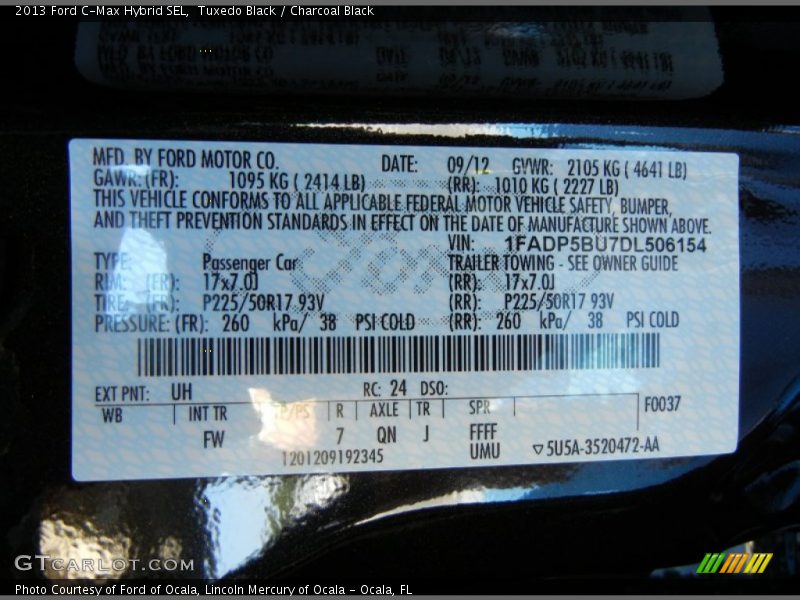 2013 Ford C-Max Hybrid SEL, Tuxedo Black / Charcoal Black
MFD. BY FORD MOTOR CO. DATE: 09/12 GVWR: 2105 KG ( 4641 LB)
GAWR: (FR): 1095 KG ( 2414 LB) (RR): 1010 KG ( 2227 LB)
THIS VEHICLE CONFORMS TO ALL APPLICABLE FEDERAL MOTOR VEHICLE SAFETY, BUMPER,
AND THEFT PREVENTION STANDARDS IN EFFECT ON THE DATE OF MANUFACTURE SHOWN ABOVE.
VIN: 1FADP5BU7DL506154
TYPE: Passenger Car TRAILER TOWING - SEE OWNER GUIDE
RIM: (FR): 17x7.0J (RR): 17x7.0J
TIRE: (FR): P225/50R17 93V (RR): P225/50R17 93V
PRESSURE: (FR): 260 kPa/ 38 PSI COLD (RR): 260 kPa/ 38 PSI COLD
EXT PNT: UH RC: 24 DSO:
WB INT TR TP/PS R AXLE TR SPR F0037
FW 7 QN J FFFF
UMU
1201209192345 5U5A-3520472-AA
GTCARLOT.COM
Photo Courtesy of Ford of Ocala, Lincoln Mercury of Ocala - Ocala, FL